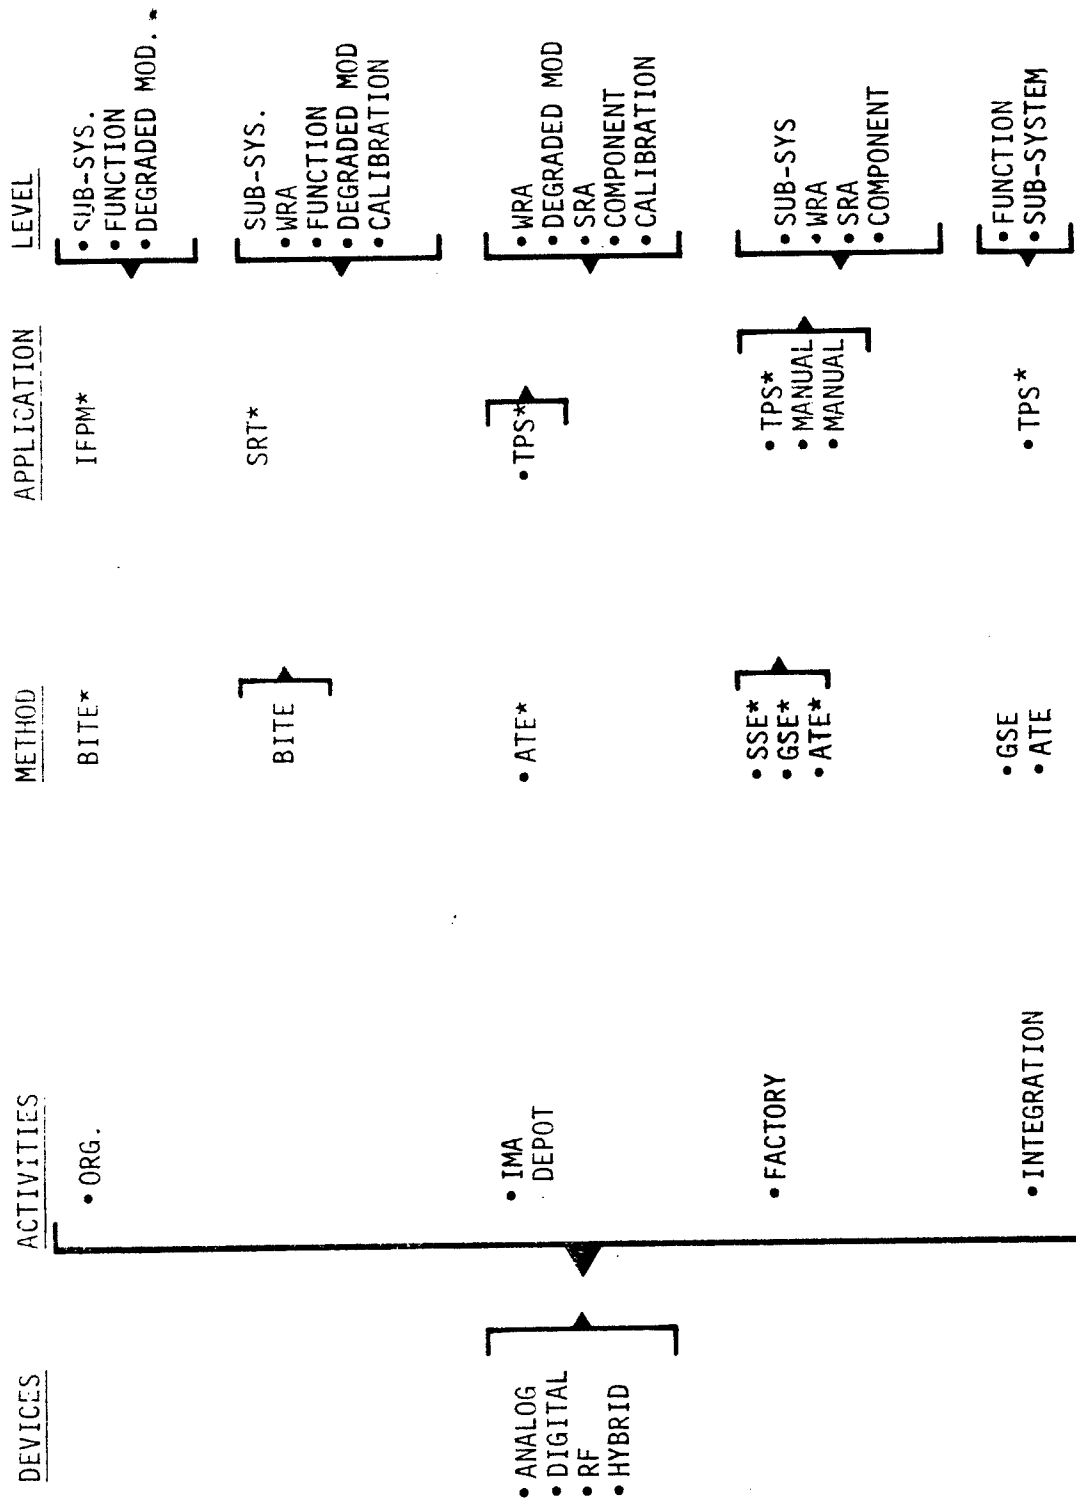 DEVICES
• ANALOG
• DIGITAL
• RF
• HYBRID
ACTIVITIES
• ORG.
• IMA
DEPOT
• FACTORY
• INTEGRATION
METHOD
BITE*
BITE
• ATE*
• SSE*
• GSE*
• ATE*
• GSE
• ATE
APPLICATION
IFPM*
SRT*
• TPS*
• TPS*
• MANUAL
• MANUAL
• TPS*
LEVEL
• SUB-SYS.
• FUNCTION
• DEGRADED MOD.*
SUB-SYS.
• WRA
• FUNCTION
• DEGRADED MOD
• CALIBRATION
• WRA
• DEGRADED MOD
• SRA
• COMPONENT
• CALIBRATION
• SUB-SYS
• WRA
• SRA
• COMPONENT
• FUNCTION
• SUB-SYSTEM